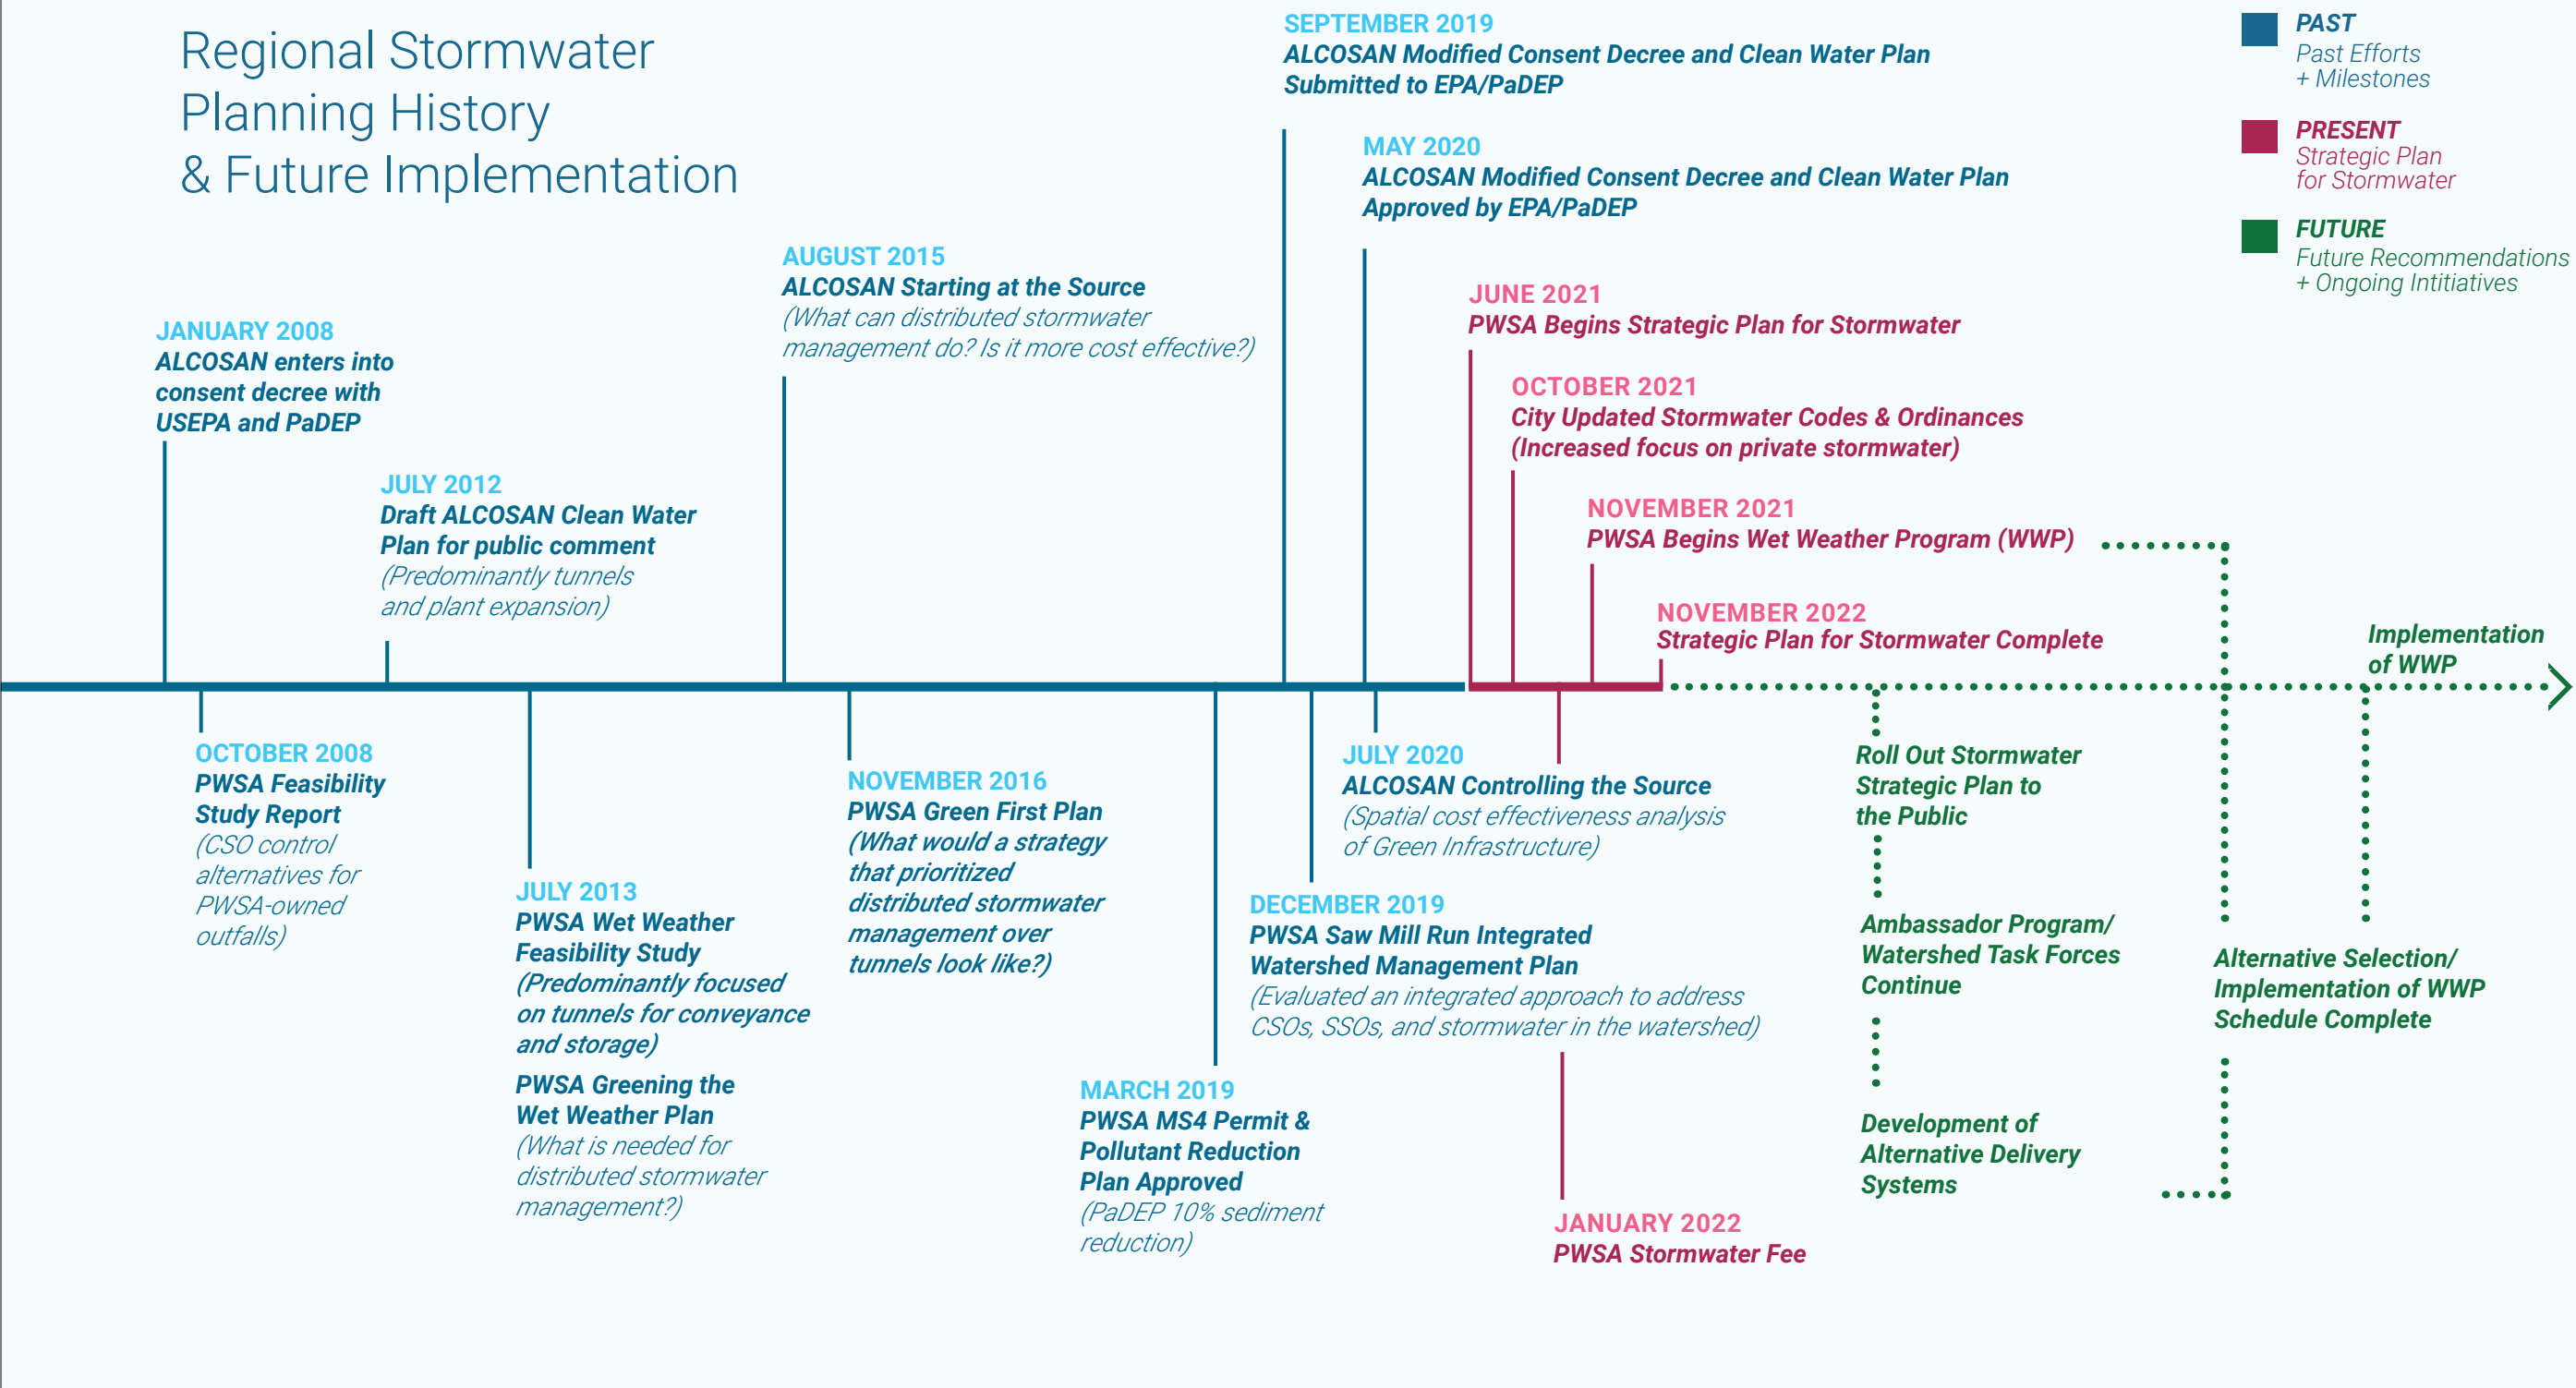 Regional Stormwater
Planning History
& Future Implementation
SEPTEMBER 2019
ALCOSAN Modified Consent Decree and Clean Water Plan
Submitted to EPA/PaDEP
MAY 2020
ALCOSAN Modified Consent Decree and Clean Water Plan
Approved by EPA/PaDEP
PAST
Past Efforts
+ Milestones
PRESENT
Strategic Plan
for Stormwater
FUTURE
Future Recommendations
+ Ongoing Intitiatives
AUGUST 2015
ALCOSAN Starting at the Source
(What can distributed stormwater
management do? Is it more cost effective?)
JANUARY 2008
ALCOSAN enters into
consent decree with
USEPA and PaDEP
JULY 2012
Draft ALCOSAN Clean Water
Plan for public comment
(Predominantly tunnels
and plant expansion)
JUNE 2021
PWSA Begins Strategic Plan for Stormwater
OCTOBER 2021
City Updated Stormwater Codes & Ordinances
(Increased focus on private stormwater)
NOVEMBER 2021
PWSA Begins Wet Weather Program (WWP)
NOVEMBER 2022
Strategic Plan for Stormwater Complete
Implementation
of WWP
OCTOBER 2008
PWSA Feasibility
Study Report
(CSO control
alternatives for
PWSA-owned
outfalls)
JULY 2013
PWSA Wet Weather
Feasibility Study
(Predominantly focused
on tunnels for conveyance
and storage)
PWSA Greening the
Wet Weather Plan
(What is needed for
distributed stormwater
management?)
NOVEMBER 2016
PWSA Green First Plan
(What would a strategy
that prioritized
distributed stormwater
management over
tunnels look like?)
MARCH 2019
PWSA MS4 Permit &
Pollutant Reduction
Plan Approved
(PaDEP 10% sediment
reduction)
JULY 2020
ALCOSAN Controlling the Source
(Spatial cost effectiveness analysis
of Green Infrastructure)
DECEMBER 2019
PWSA Saw Mill Run Integrated
Watershed Management Plan
(Evaluated an integrated approach to address
CSOs, SSOs, and stormwater in the watershed)
JANUARY 2022
PWSA Stormwater Fee
Roll Out Stormwater
Strategic Plan to
the Public
Ambassador Program/
Watershed Task Forces
Continue
Development of
Alternative Delivery
Systems
Alternative Selection/
Implementation of WWP
Schedule Complete